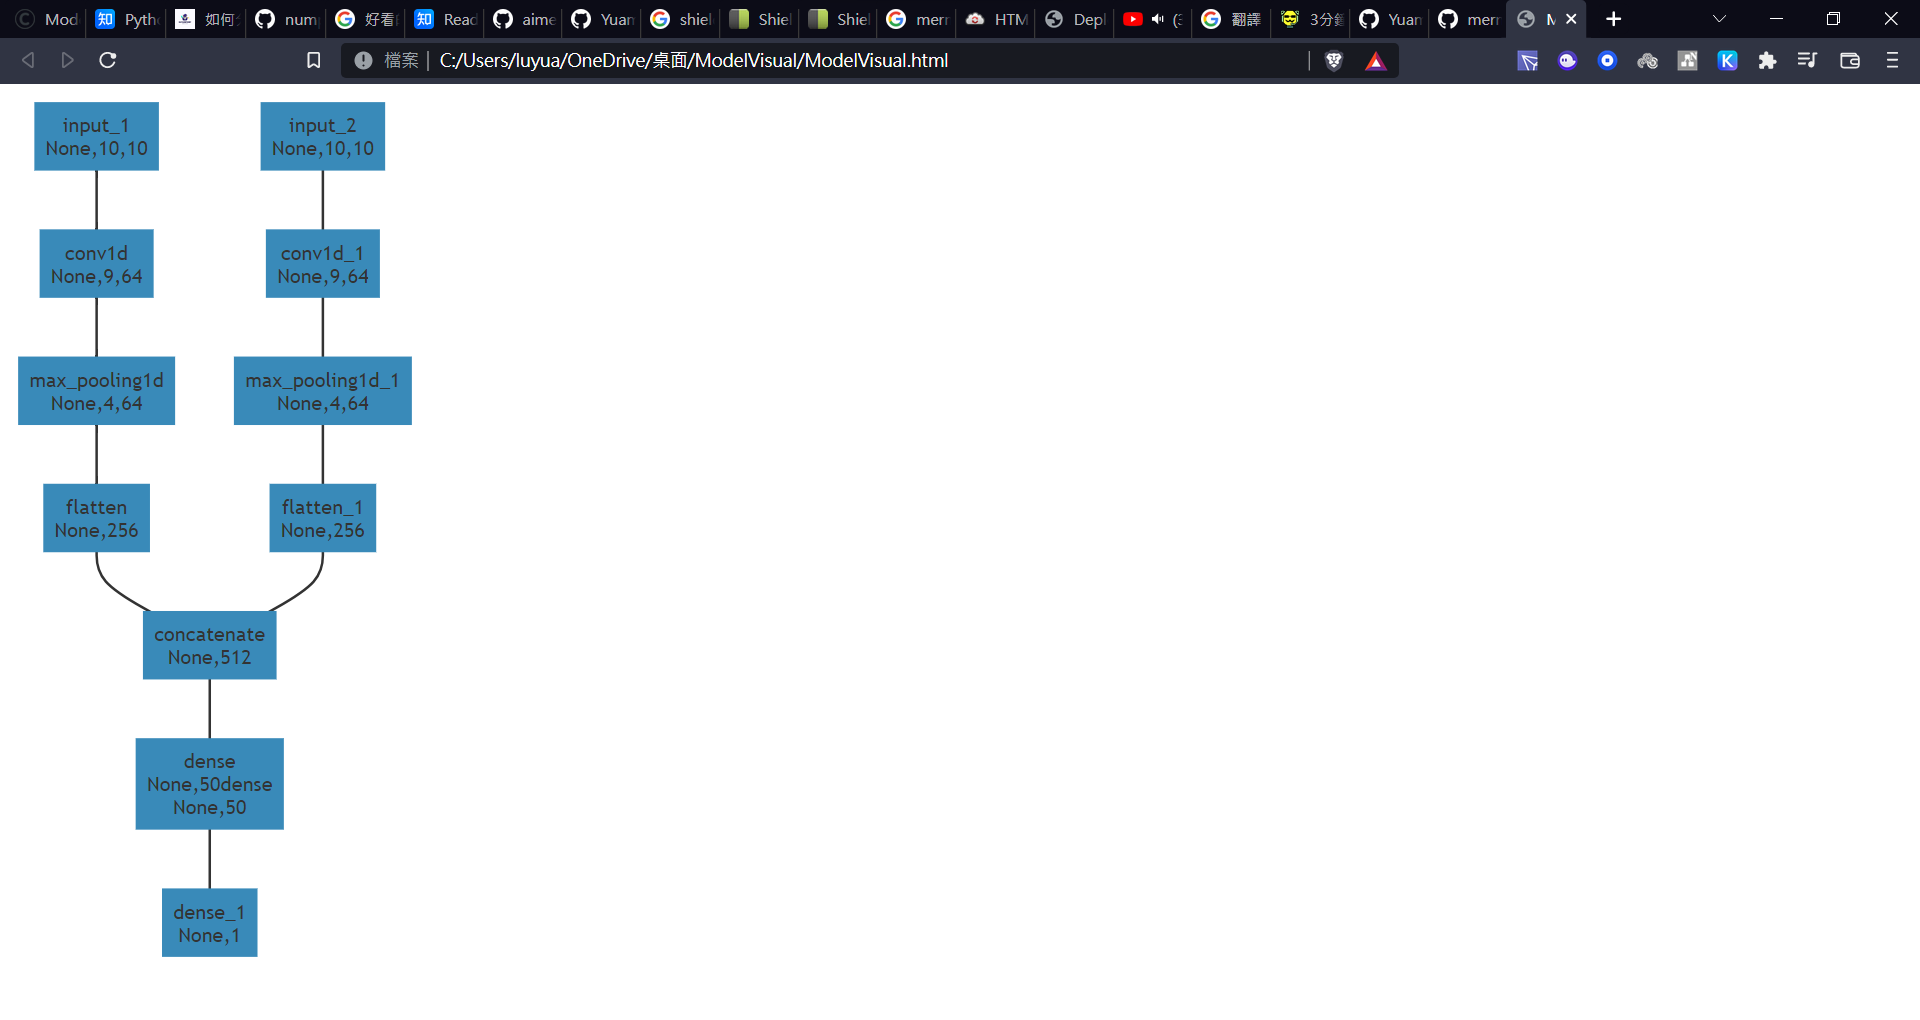 Mod
Pyth
如何
num
好看
Read
aime
Yuan
shiel
Shiel
Shiel
merr
HTM
Depl
翻譯
3分鐘
Yuan
merr
檔案
C:/Users/luyua/OneDrive/桌面/ModelVisual/ModelVisual.html
input_1
None,10,10
input_2
None,10,10
conv1d
None,9,64
conv1d_1
None,9,64
max_pooling1d
None,4,64
max_pooling1d_1
None,4,64
flatten
None,256
flatten_1
None,256
concatenate
None,512
dense
None,50dense
None,50
dense_1
None,1